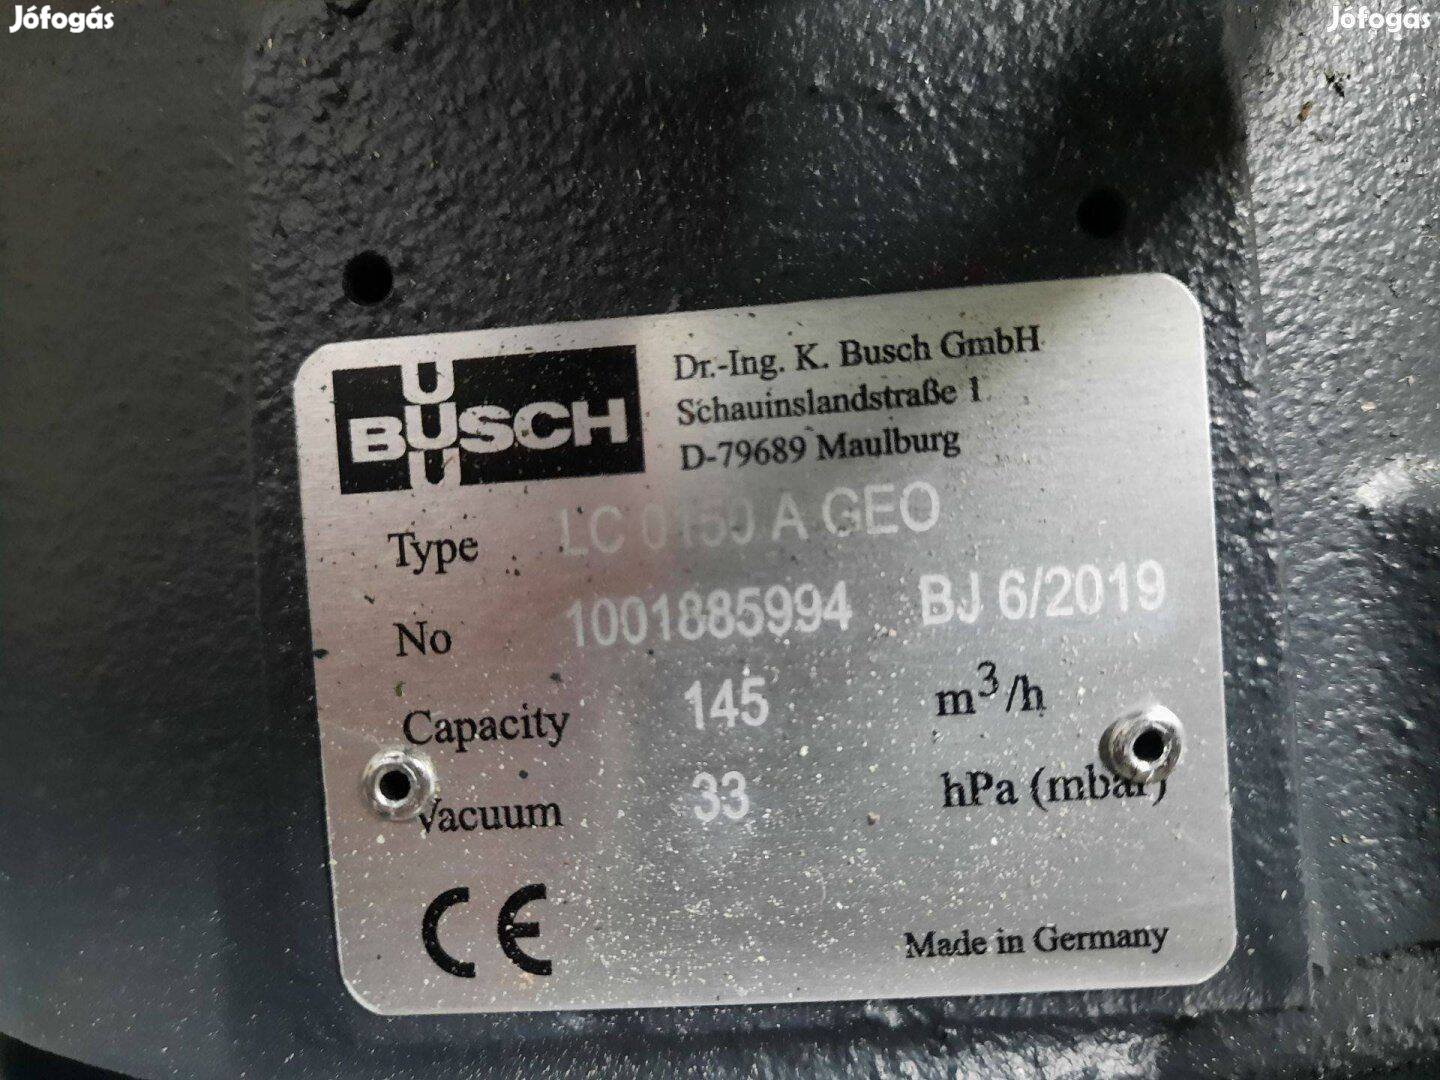 Jófogás Jófogás
BUSCH
U
U
Dr.-Ing. K. Busch GmbH
Schauinslandstraße 1
D-79689 Maulburg
Type LC 0150 A GEO
No 1001885994 BJ 6/2019
Capacity 145 m³/h
Vacuum 33 hPa (mbar)
CE Made in Germany